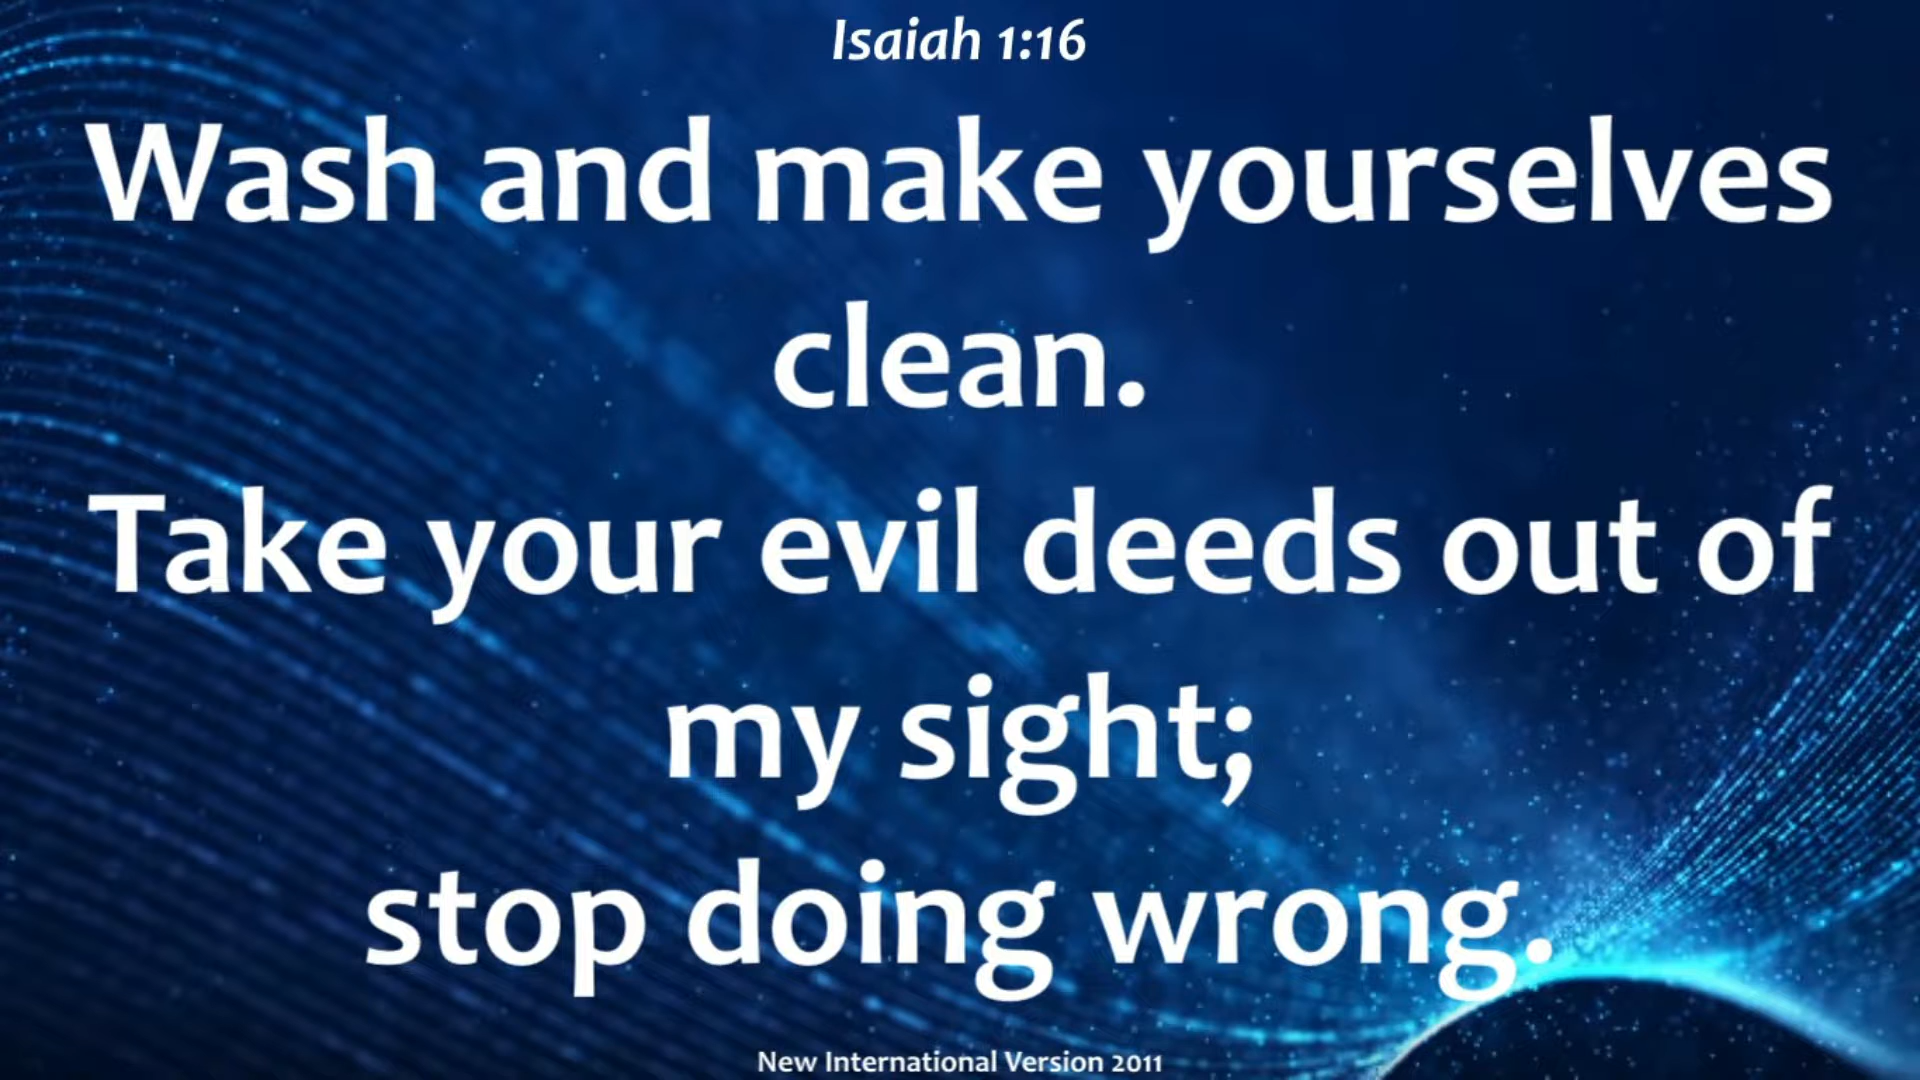 Isaiah 1:16
Wash and make yourselves
clean.
Take your evil deeds out of
my sight;
stop doing wrong.
New International Version 2011